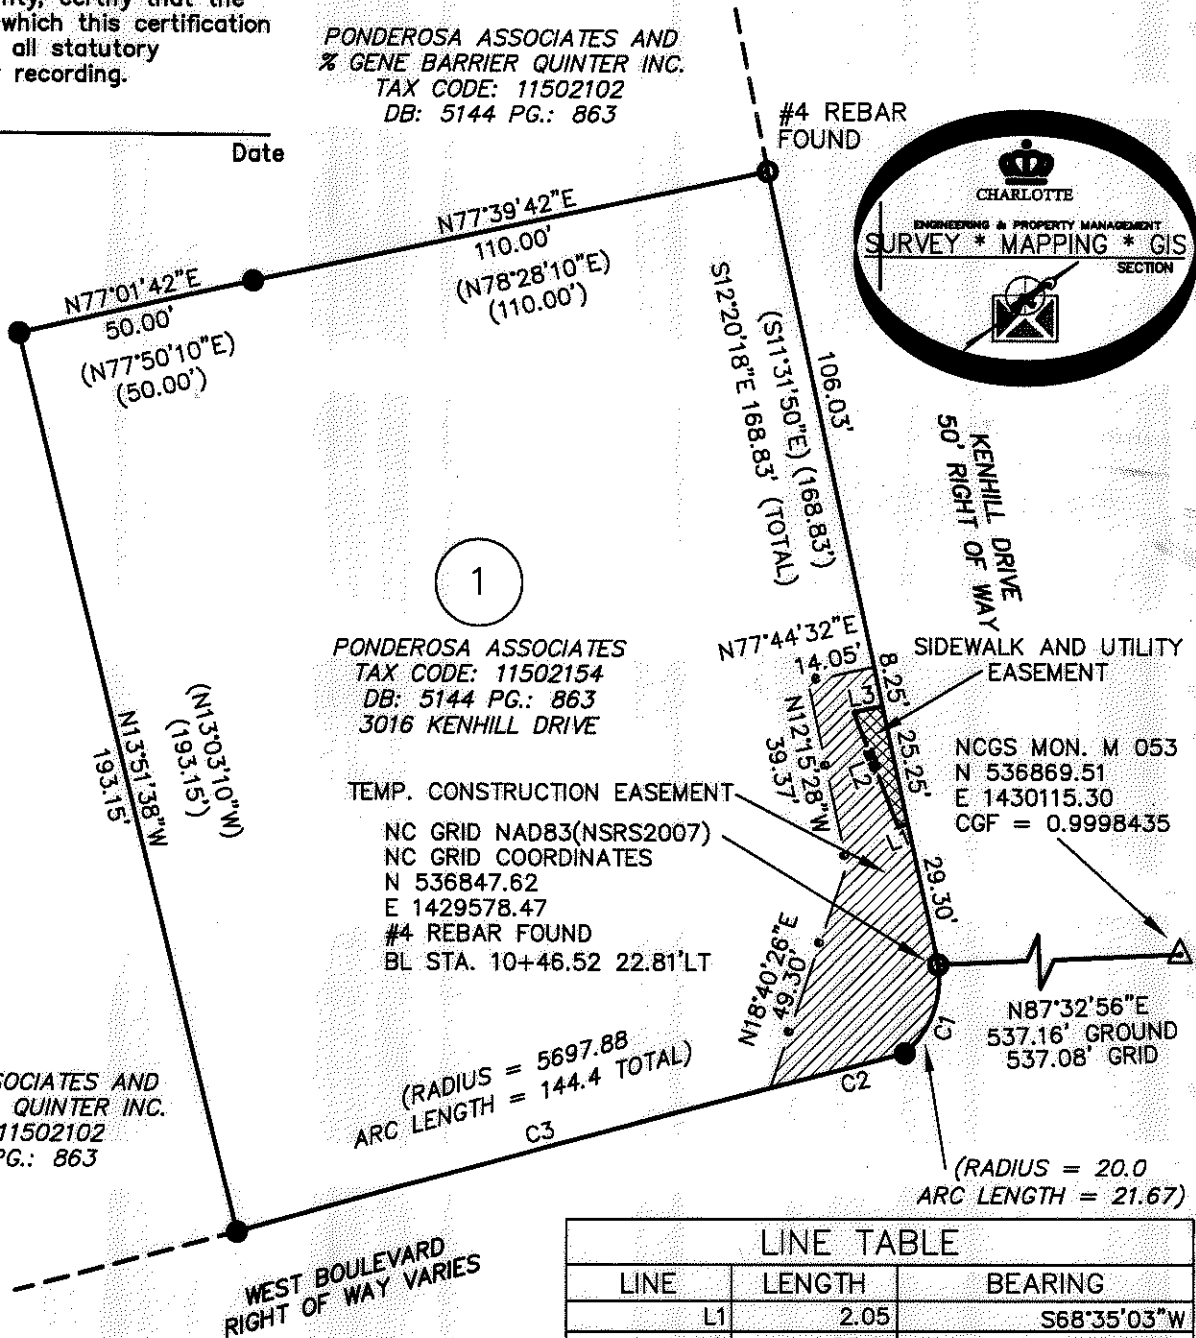 nity, certify that the
which this certification
all statutory
recording.
Date
PONDEROSA ASSOCIATES AND
% GENE BARRIER QUINTER INC.
TAX CODE: 11502102
DB: 5144 PG.: 863
#4 REBAR
FOUND
CHARLOTTE
ENGINEERING & PROPERTY MANAGEMENT
SURVEY * MAPPING * GIS
SECTION
N77°39'42"E
110.00'
(N78°28'10"E)
(110.00')
N77°01'42"E
50.00'
(N77°50'10"E)
(50.00')
106.03'
(S11°31'50"E) (168.83')
S12°20'18"E 168.83' (TOTAL)
KENHILL DRIVE
50' RIGHT OF WAY
1
PONDEROSA ASSOCIATES
TAX CODE: 11502154
DB: 5144 PG.: 863
3016 KENHILL DRIVE
N77°44'32"E
14.05'
8.25'
SIDEWALK AND UTILITY
EASEMENT
L3
25.25'
L2
N12°15'28"W
39.37'
(N13°03'10"W)
(193.15')
N13°51'38"W
193.15'
NCGS MON. M 053
N 536869.51
E 1430115.30
CGF = 0.9998435
TEMP. CONSTRUCTION EASEMENT
NC GRID NAD83(NSRS2007)
NC GRID COORDINATES
N 536847.62
E 1429578.47
#4 REBAR FOUND
BL STA. 10+46.52 22.81'LT
29.30'
N18°40'26"E
49.30'
N87°32'56"E
537.16' GROUND
537.08' GRID
C1
C2
(RADIUS = 5697.88
ARC LENGTH = 144.4 TOTAL)
C3
SOCIATES AND
QUINTER INC.
11502102
PG.: 863
(RADIUS = 20.0
ARC LENGTH = 21.67)
WEST BOULEVARD
RIGHT OF WAY VARIES
LINE TABLE
LINE LENGTH BEARING
L1 2.05 S68°35'03"W